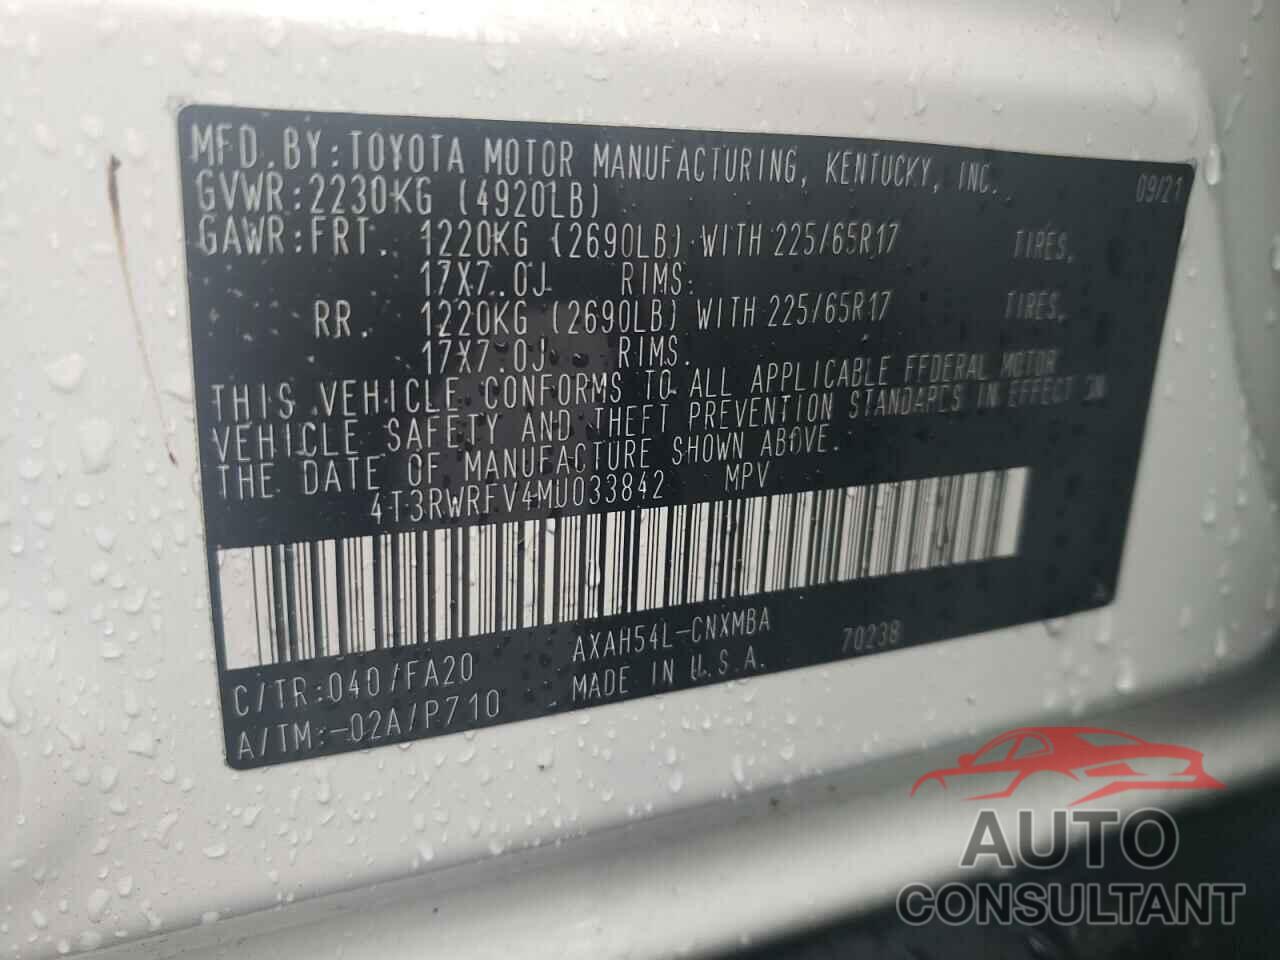 MFD. BY: TOYOTA MOTOR MANUFACTURING, KENTUCKY, INC. 09/21
GVWR: 2230KG (4920LB)
GAWR: FRT. 1220KG (2690LB) WITH 225/65R17 TIRES,
17X7.0J RIMS.
RR. 1220KG (2690LB) WITH 225/65R17 TIRES,
17X7.0J RIMS.
THIS VEHICLE CONFORMS TO ALL APPLICABLE FEDERAL MOTOR
VEHICLE SAFETY AND THEFT PREVENTION STANDARDS IN EFFECT ON
THE DATE OF MANUFACTURE SHOWN ABOVE.
4T3RWRFV4MU033842 MPV
C/TR:040/FA20 AXAH54L-CNXMBA 70238
A/TM:-02A/P710 MADE IN U.S.A.
AUTO
CONSULTANT